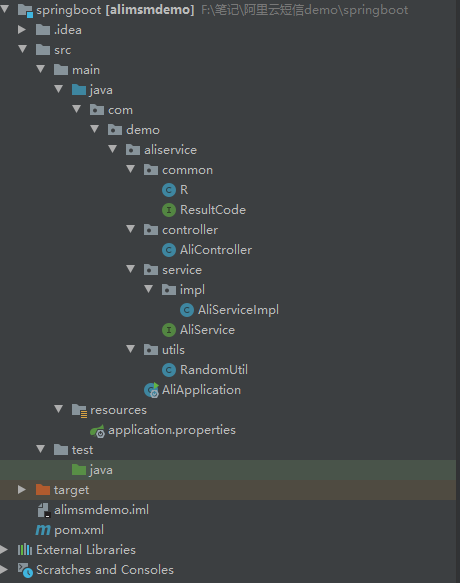 springboot [alimsmdemo] F:\笔记\阿里云短信demo\springboot
.idea
src
main
java
com
demo
aliservice
common
R
ResultCode
controller
AliController
service
impl
AliServiceImpl
AliService
utils
RandomUtil
AliApplication
resources
application.properties
test
java
target
alimsmdemo.iml
pom.xml
External Libraries
Scratches and Consoles